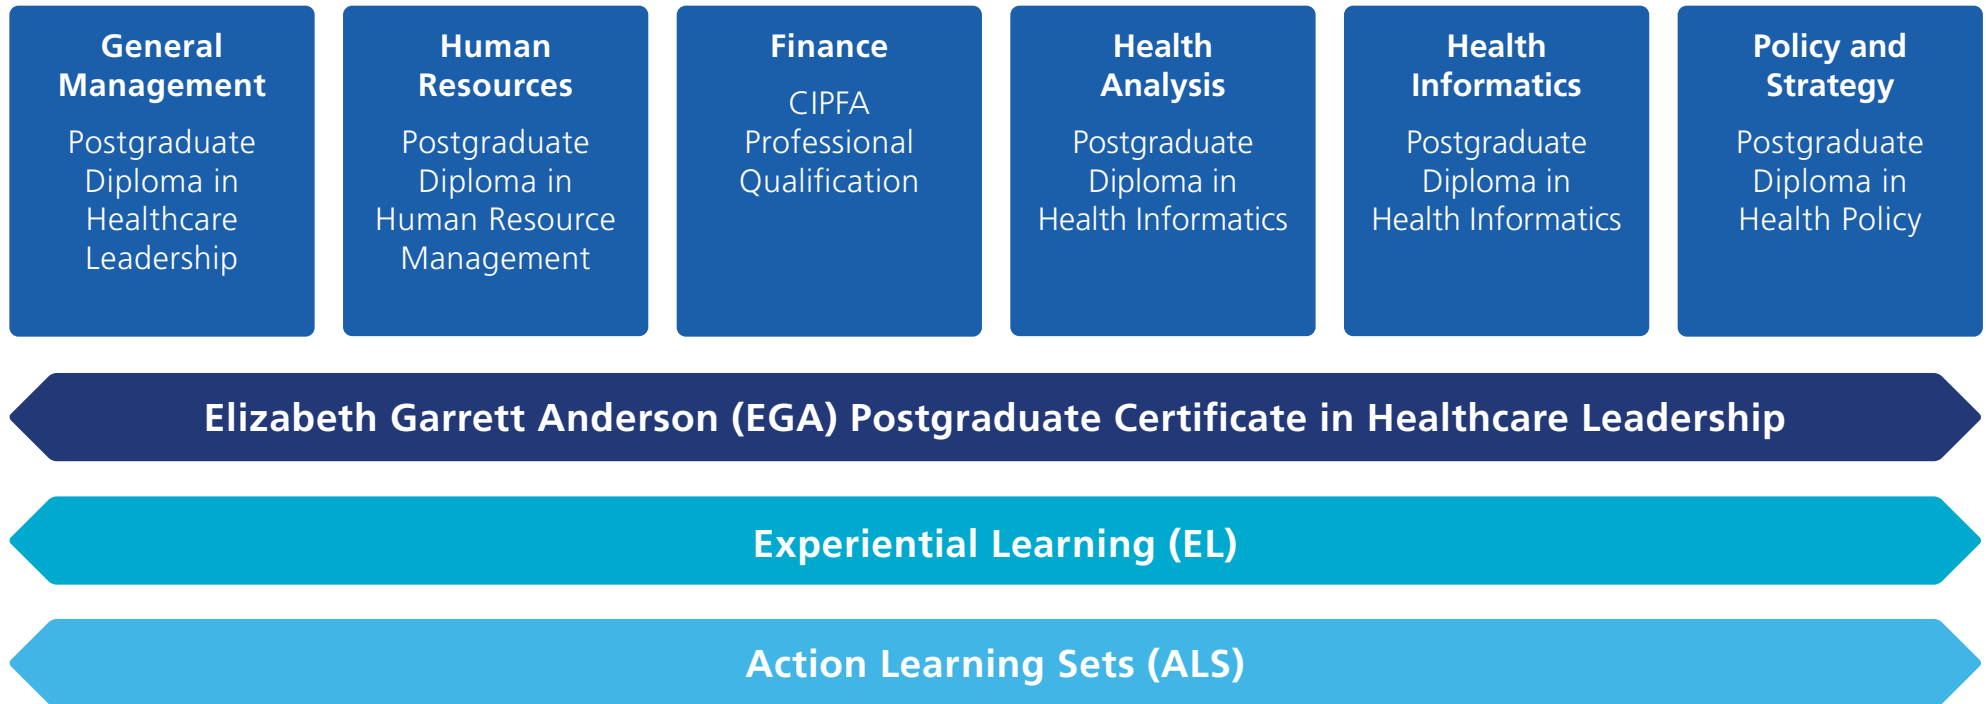 General
Management
Postgraduate
Diploma in
Healthcare
Leadership
Human
Resources
Postgraduate
Diploma in
Human Resource
Management
Finance
CIPFA
Professional
Qualification
Health
Analysis
Postgraduate
Diploma in
Health Informatics
Health
Informatics
Postgraduate
Diploma in
Health Informatics
Policy and
Strategy
Postgraduate
Diploma in
Health Policy
Elizabeth Garrett Anderson (EGA) Postgraduate Certificate in Healthcare Leadership
Experiential Learning (EL)
Action Learning Sets (ALS)